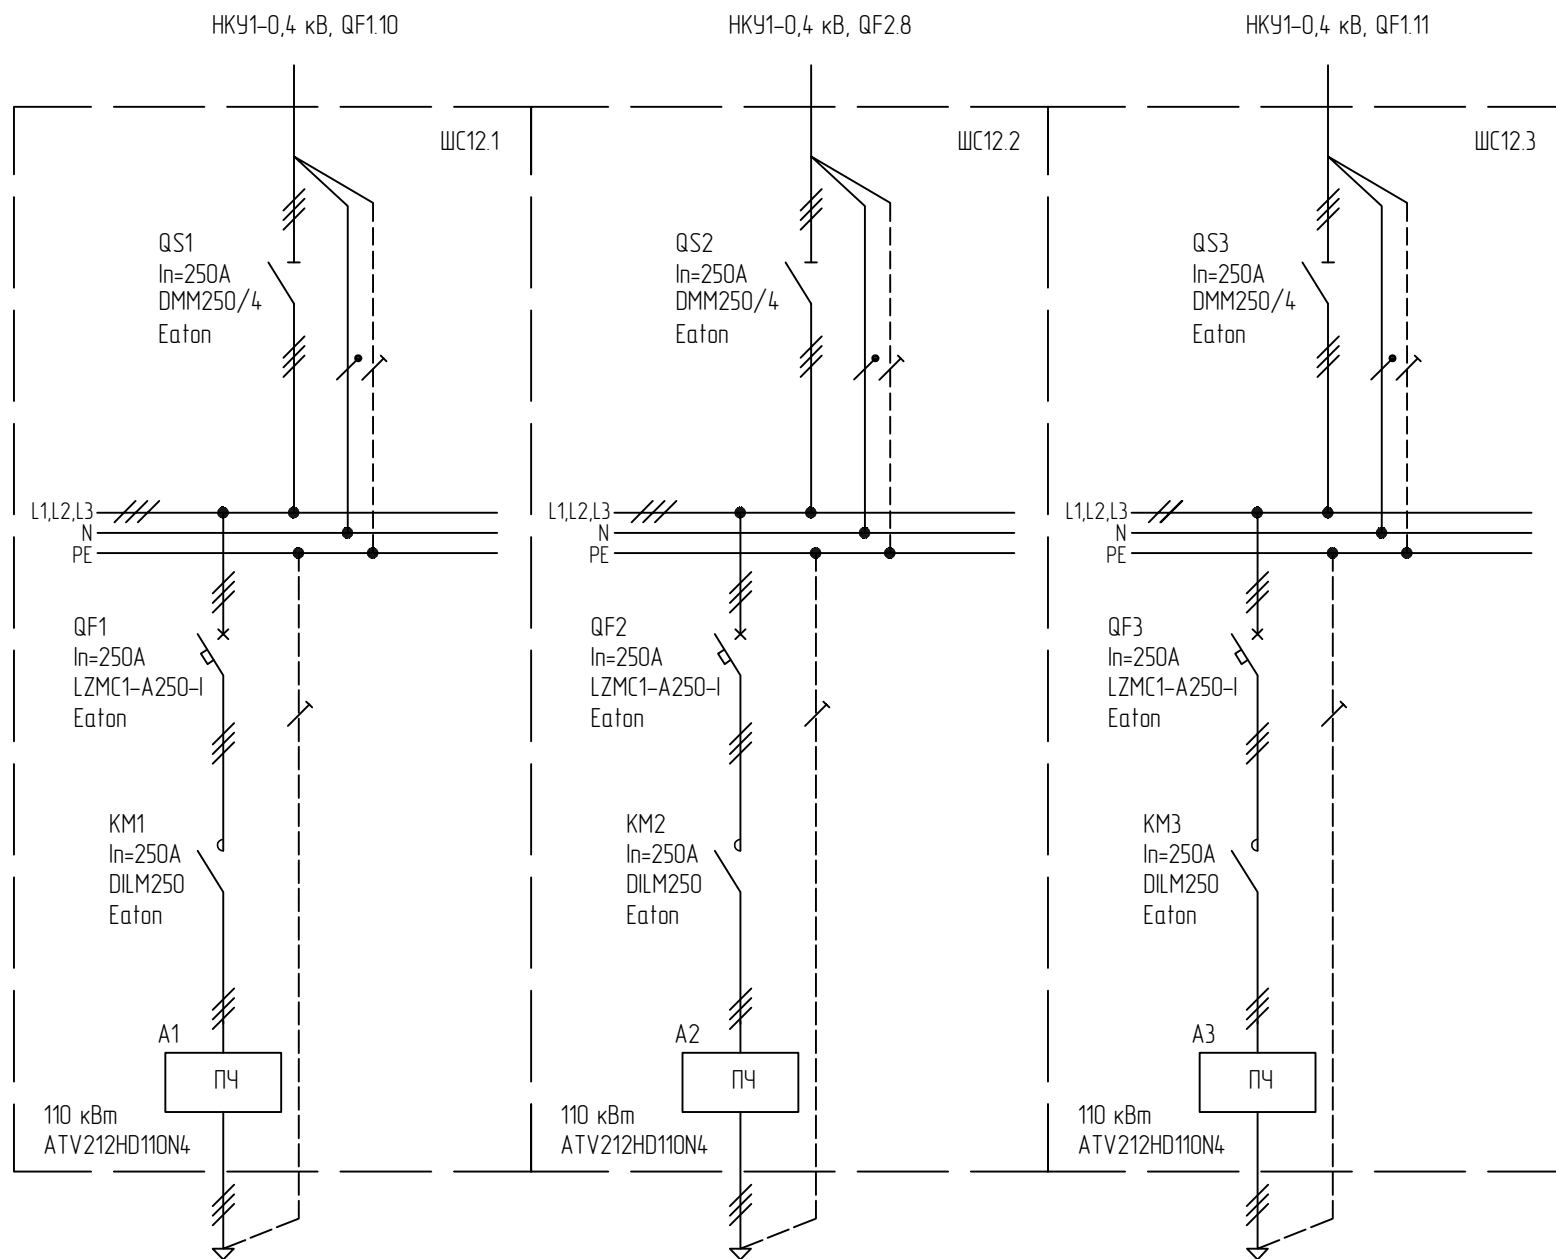 НКУ1-0,4 кВ, QF1.10
НКУ1-0,4 кВ, QF2.8
НКУ1-0,4 кВ, QF1.11
ШС12.1
ШС12.2
ШС12.3
QS1
In=250A
DMM250/4
Eaton
QS2
In=250A
DMM250/4
Eaton
QS3
In=250A
DMM250/4
Eaton
L1,L2,L3
N
PE
L1,L2,L3
N
PE
L1,L2,L3
N
PE
QF1
In=250A
LZMC1-A250-I
Eaton
QF2
In=250A
LZMC1-A250-I
Eaton
QF3
In=250A
LZMC1-A250-I
Eaton
KM1
In=250A
DILM250
Eaton
KM2
In=250A
DILM250
Eaton
KM3
In=250A
DILM250
Eaton
A1
ПЧ
110 кВт
ATV212HD110N4
A2
ПЧ
110 кВт
ATV212HD110N4
A3
ПЧ
110 кВт
ATV212HD110N4